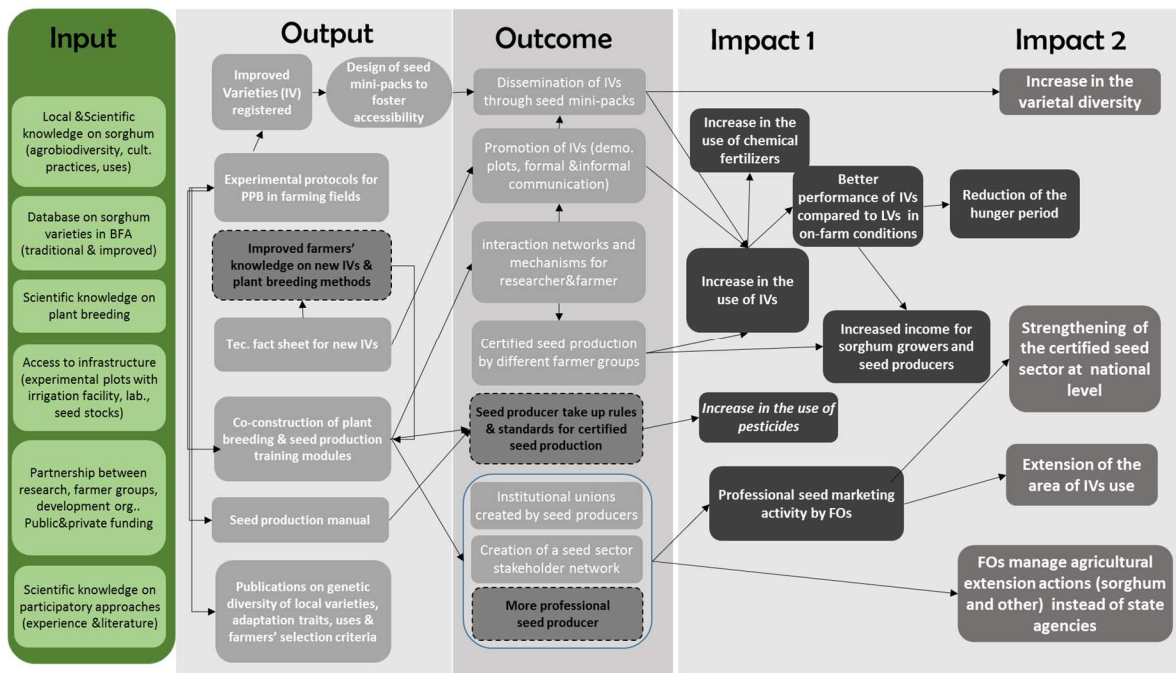 Input
Local &Scientific
knowledge on sorghum
(agrobiodiversity, cult.
practices, uses)
Database on sorghum
varieties in BFA
(traditional & improved)
Scientific knowledge on
plant breeding
Access to infrastructure
(experimental plots with
irrigation facility, lab.,
seed stocks)
Partnership between
research, farmer groups,
development org..
Public&private funding
Scientific knowledge on
participatory approaches
(experience &literature)
Output
Improved
Varieties (IV)
registered
Design of seed
mini-packs to
foster
accessibility
Experimental protocols for
PPB in farming fields
Improved farmers'
knowledge on new IVs &
plant breeding methods
Tec. fact sheet for new IVs
Co-construction of plant
breeding & seed production
training modules
Seed production manual
Publications on genetic
diversity of local varieties,
adaptation traits, uses &
farmers' selection criteria
Outcome
Dissemination of IVs
through seed mini-packs
Promotion of IVs (demo.
plots, formal &informal
communication)
interaction networks and
mechanisms for
researcher&farmer
Certified seed production
by different farmer groups
Seed producer take up rules
& standards for certified
seed production
Institutional unions
created by seed producers
Creation of a seed sector
stakeholder network
More professional
seed producer
Impact 1
Increase in
the use of chemical
fertilizers
Better
performance of IVs
compared to LVs in
on-farm conditions
Increase in
the use of IVs
Increased income for
sorghum growers and
seed producers
Increase in the use of
pesticides
Professional seed marketing
activity by FOs
Impact 2
Increase in
the varietal diversity
Reduction of the
hunger period
Strengthening of
the certified seed
sector at national
level
Extension of the
area of IVs use
FOs manage agricultural
extension actions (sorghum
and other) instead of state
agencies